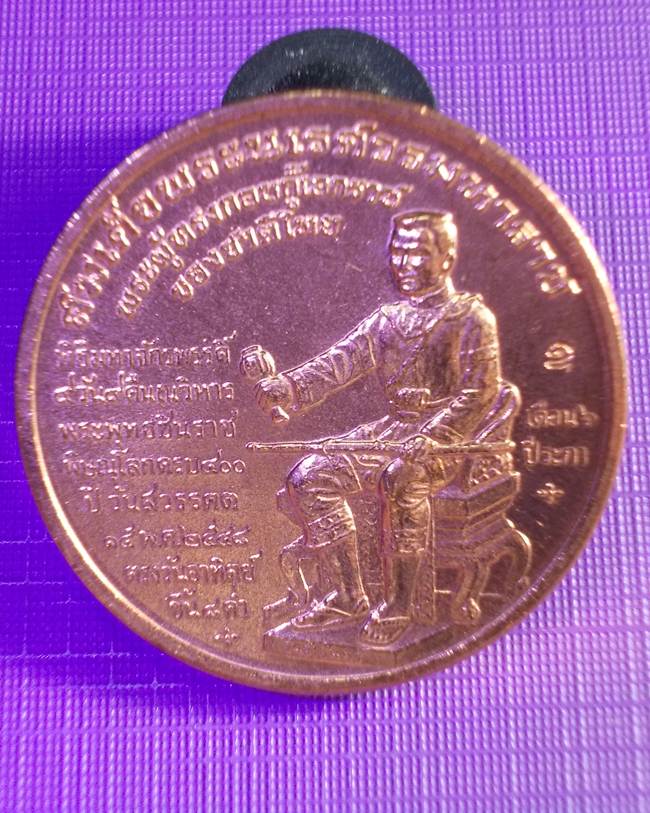 สมเด็จพระนเรศวรมหาราช
พระผู้ทรงกอบกู้เอกราช
ของชาติไทย
พิธีมหาจักรพรรดิ์
๙วัน๙คืนณวิหาร
พระพุทธชินราช
พิษณุโลกครบ๔๐๐
ปี วันสวรรคต
๑๕ พ.ค.๒๕๔๘
ตรงวันอาทิตย์
ขึ้น ๘ ค่ำ
เดือน๖
ปีระกา